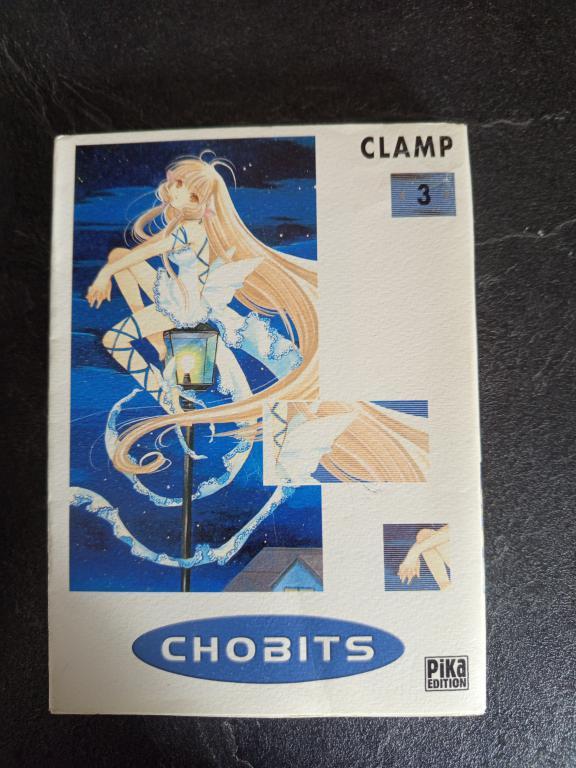 CLAMP
3
CHOBITS
PiKa
EDITION